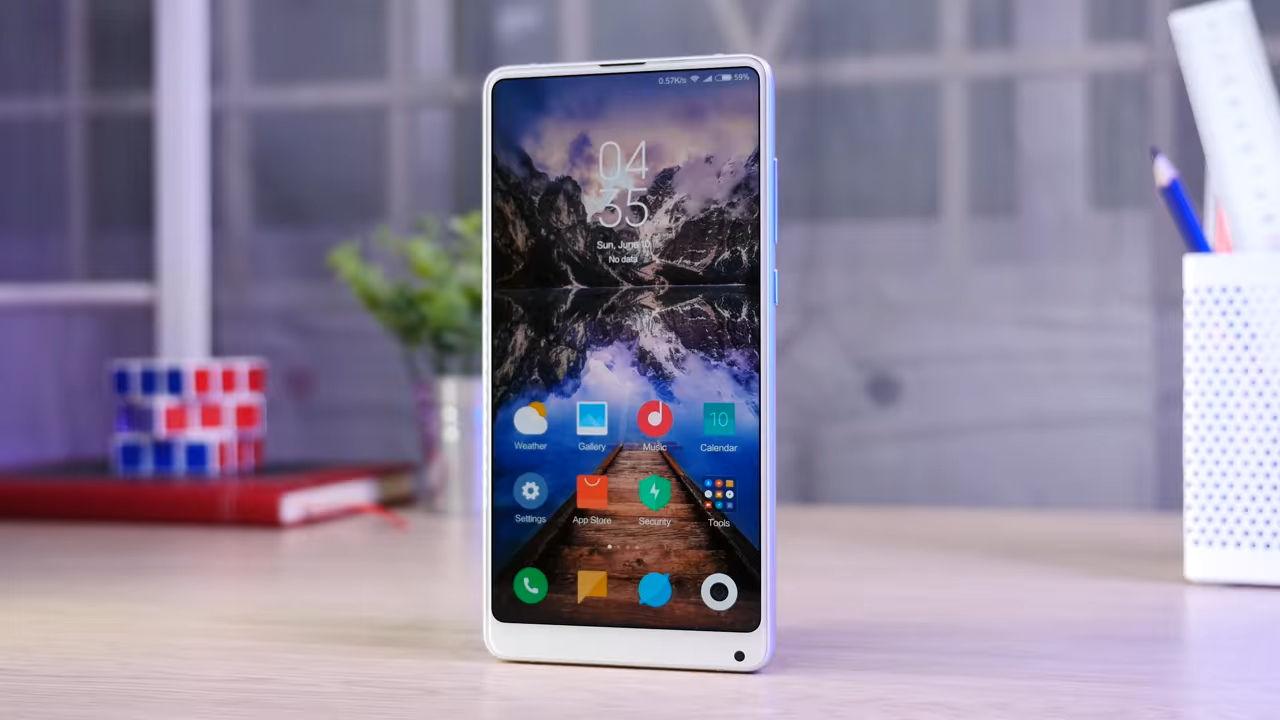 0.57K/s 59%
04
35
Sun, June 10
No data
Weather Gallery Music 10 Calendar
Settings App Store Security Tools